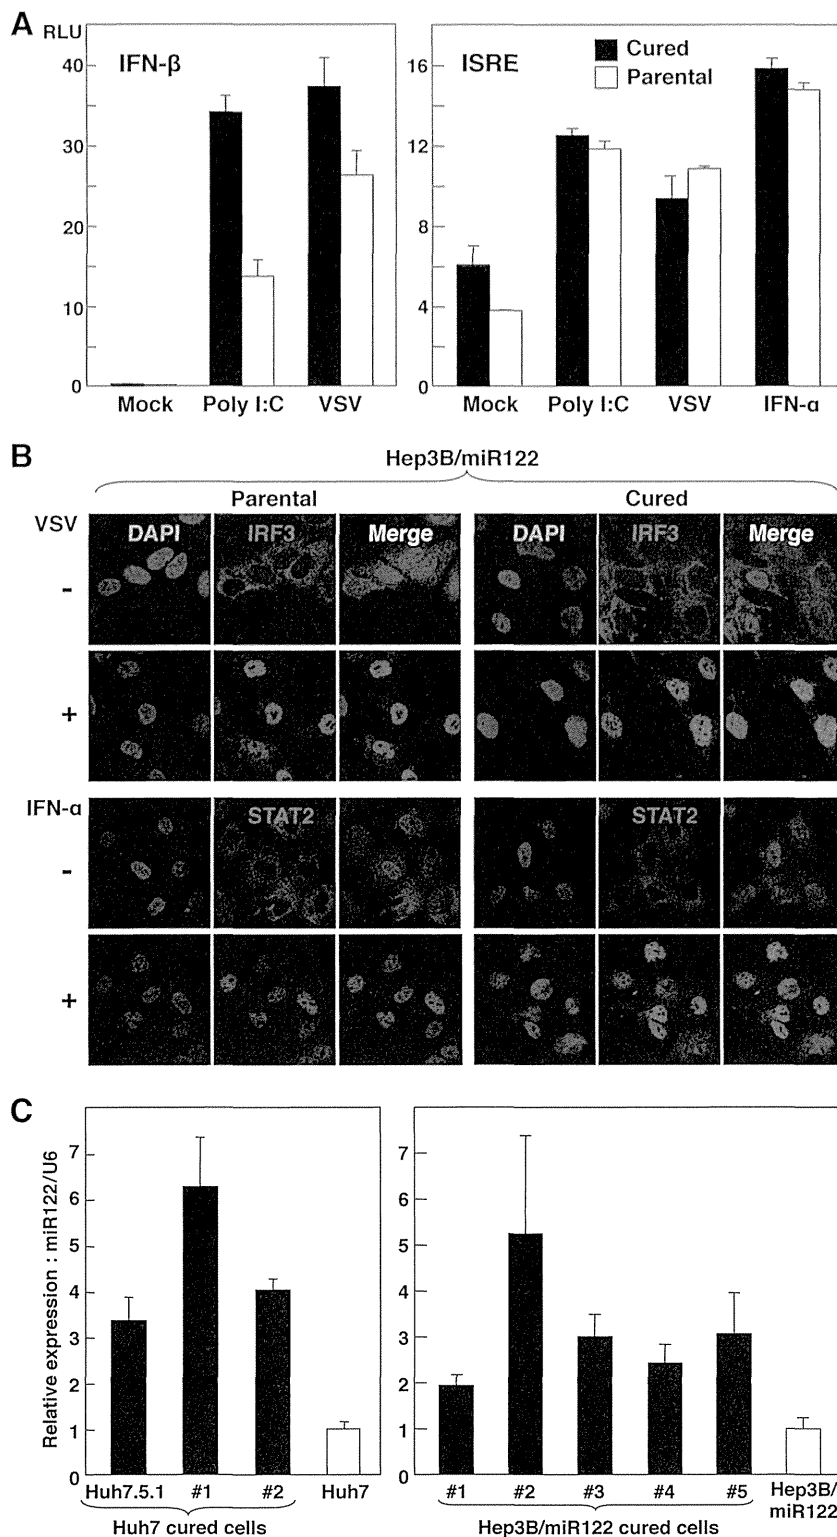 A
RLU
IFN-β
40
30
20
10
0
Mock Poly I:C VSV
ISRE
Cured
Parental
16
12
8
4
0
Mock Poly I:C VSV IFN-α
B
Hep3B/miR122
Parental Cured
VSV
DAPI IRF3 Merge DAPI IRF3 Merge
-
+
IFN-α
STAT2 STAT2
-
+
C
Relative expression : miR122/U6
7
6
5
4
3
2
1
0
Huh7.5.1 #1 #2 Huh7
Huh7 cured cells
7
6
5
4
3
2
1
0
#1 #2 #3 #4 #5 Hep3B/
miR122
Hep3B/miR122 cured cells